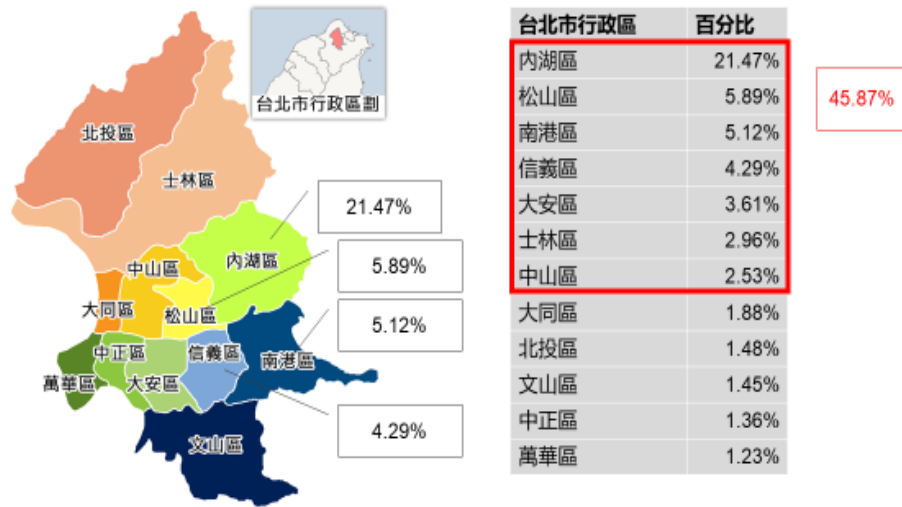 台北市行政區劃
北投區
士林區
21.47%
內湖區
中山區
5.89%
大同區
松山區
5.12%
中正區
信義區
南港區
萬華區
大安區
4.29%
文山區
台北市行政區 百分比
內湖區 21.47%
松山區 5.89%
南港區 5.12%
信義區 4.29%
大安區 3.61%
士林區 2.96%
中山區 2.53%
大同區 1.88%
北投區 1.48%
文山區 1.45%
中正區 1.36%
萬華區 1.23%
45.87%